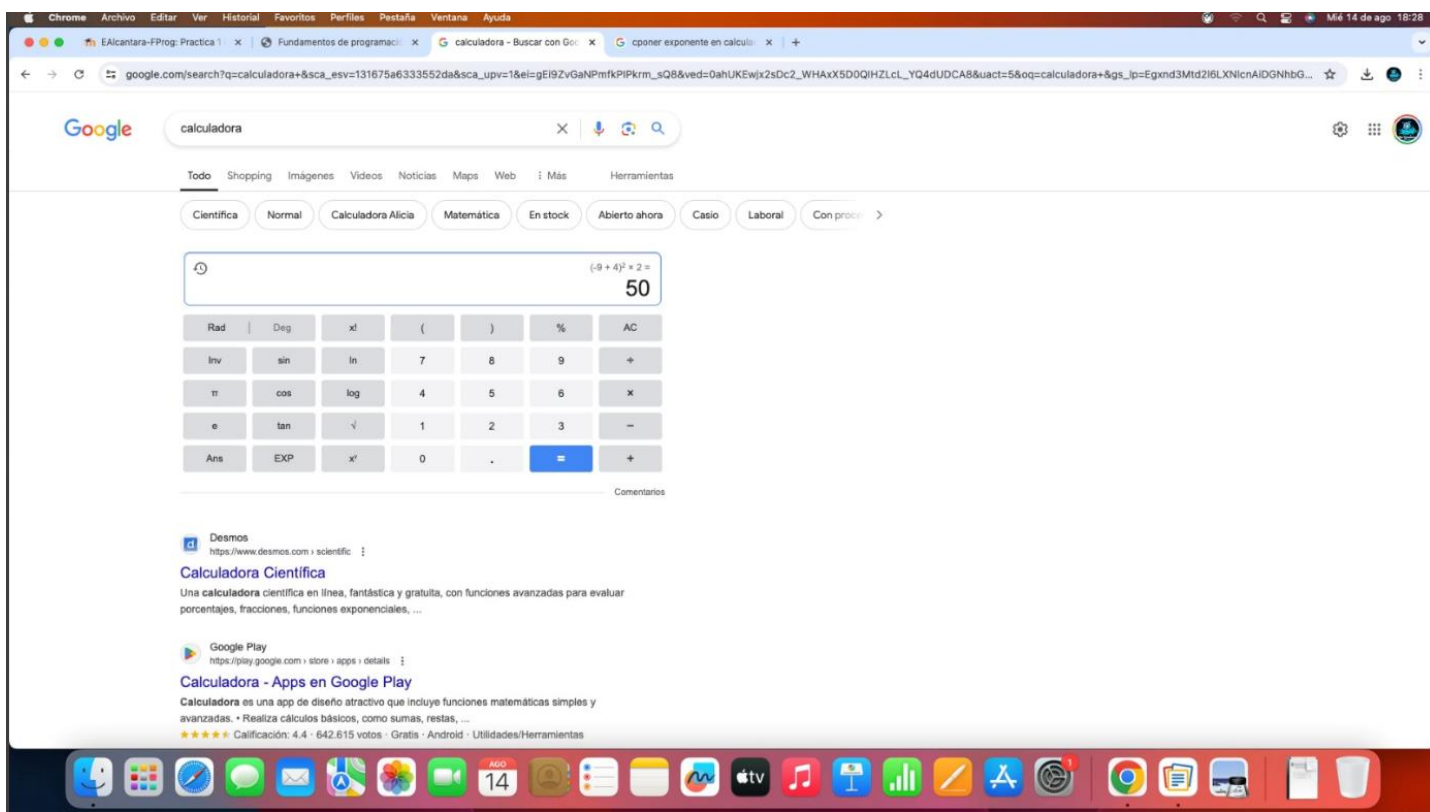 Chrome Archivo Editar Ver Historial Favoritos Perfiles Pestaña Ventana Ayuda
Mié 14 de ago 18:28
EAlcantara-FProg: Practica 1
Fundamentos de programaci
calculadora - Buscar con Goo
cponer exponente en calcula
google.com/search?q=calculadora+&sca_esv=131675a6333552da&sca_upv=1&ei=gEl9ZvGaNPmfkPIPkrm_sQ8&ved=0ahUKEwjx2sDc2_WHAxX5D0QIHZLcL_YQ4dUDCA8&uact=5&oq=calculadora+&gs_lp=Egxnd3Mtd2l6LXNlcnAiDGNhbG...
Google
calculadora
Todo Shopping Imágenes Videos Noticias Maps Web Más Herramientas
Científica Normal Calculadora Alicia Matemática En stock Abierto ahora Casio Laboral Con proce
(-9 + 4)² × 2 =
50
Rad | Deg x! ( ) % AC
Inv sin ln 7 8 9 ÷
π cos log 4 5 6 ×
e tan √ 1 2 3 −
Ans EXP xʸ 0 . = +
Comentarios
Desmos
https://www.desmos.com › scientific
Calculadora Científica
Una calculadora científica en línea, fantástica y gratuita, con funciones avanzadas para evaluar
porcentajes, fracciones, funciones exponenciales, ...
Google Play
https://play.google.com › store › apps › details
Calculadora - Apps en Google Play
Calculadora es una app de diseño atractivo que incluye funciones matemáticas simples y
avanzadas. • Realiza cálculos básicos, como sumas, restas, ...
Calificación: 4.4 · 642.615 votos · Gratis · Android · Utilidades/Herramientas
AGO
14
tv
1